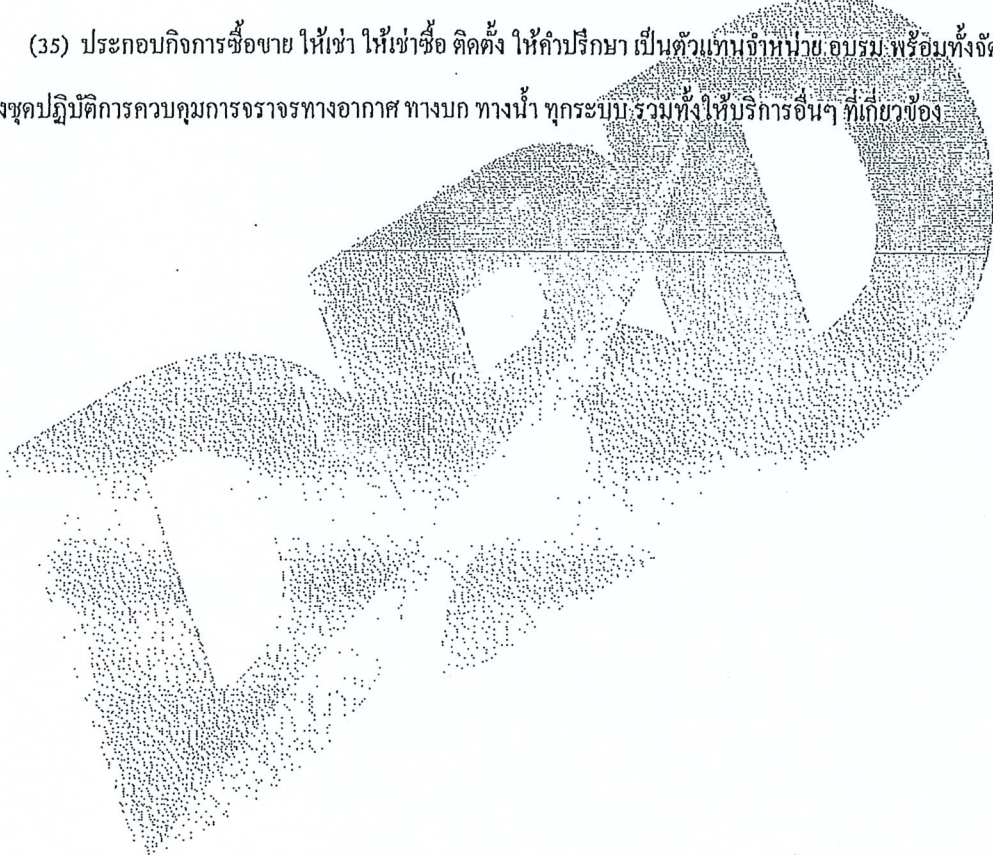 (35) ประกอบกิจการซื้อขาย ให้เช่า ให้เช่าซื้อ ติดตั้ง ให้คำปรึกษา เป็นตัวแทนจำหน่าย อบรม พร้อมทั้งจัด
งชุดปฏิบัติการควบคุมการจราจรทางอากาศ ทางบก ทางน้ำ ทุกระบบ รวมทั้งให้บริการอื่นๆ ที่เกี่ยวข้อง
DBD